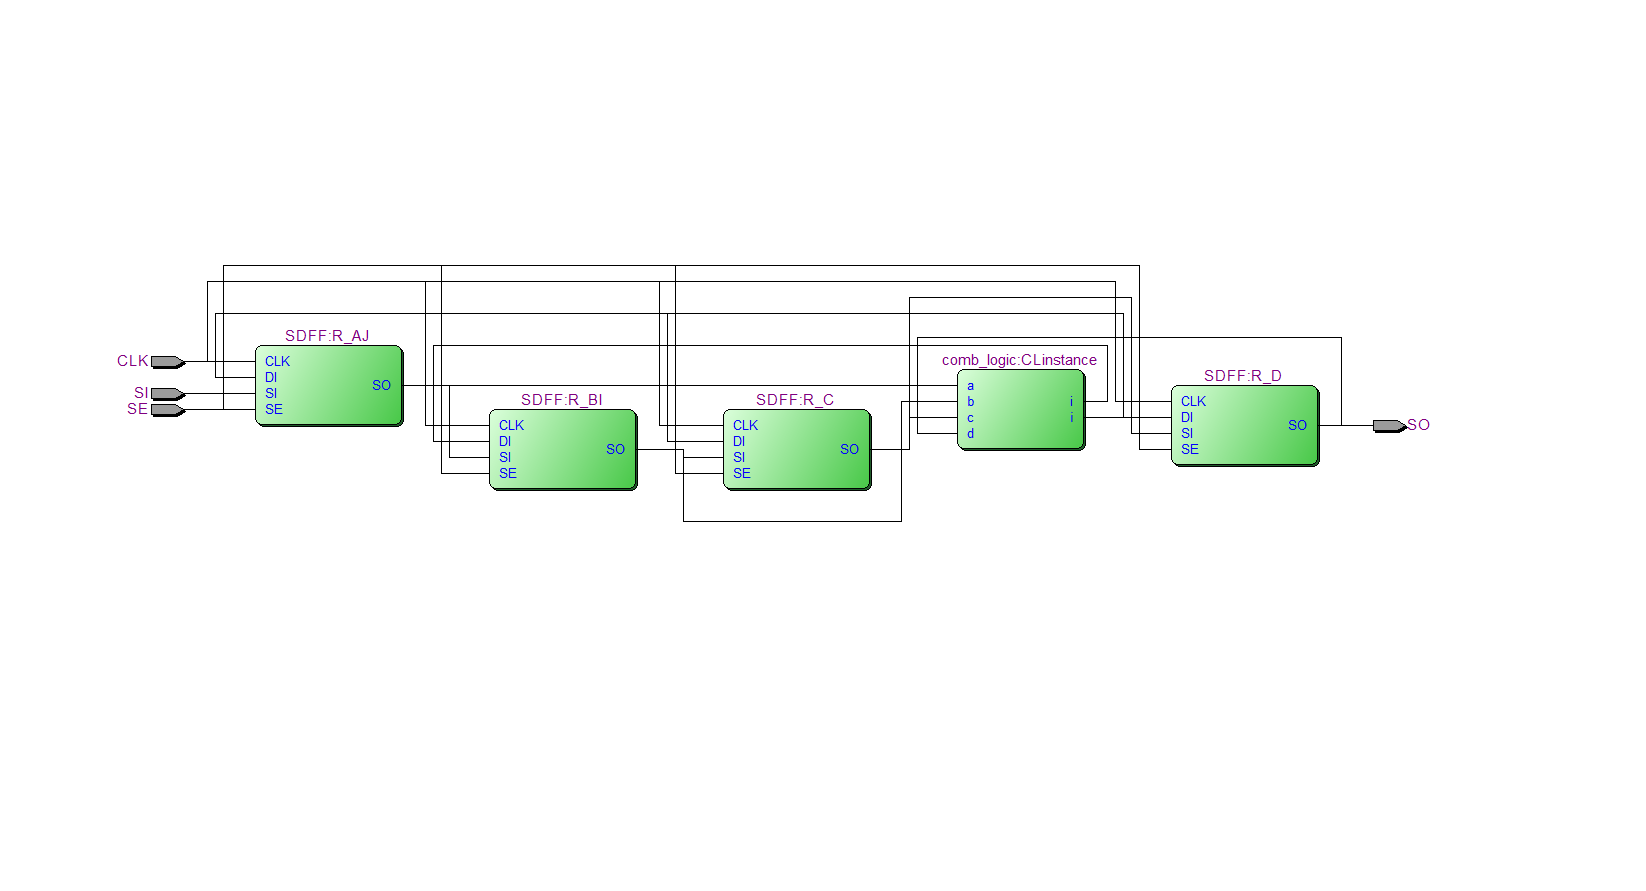 SDFF:R_AJ
CLK
SI
SE
CLK
DI
SI
SE
SO
SDFF:R_BI
CLK
DI
SI
SE
SO
SDFF:R_C
CLK
DI
SI
SE
SO
comb_logic:CLinstance
a
b
c
d
i
i
SDFF:R_D
CLK
DI
SI
SE
SO
SO